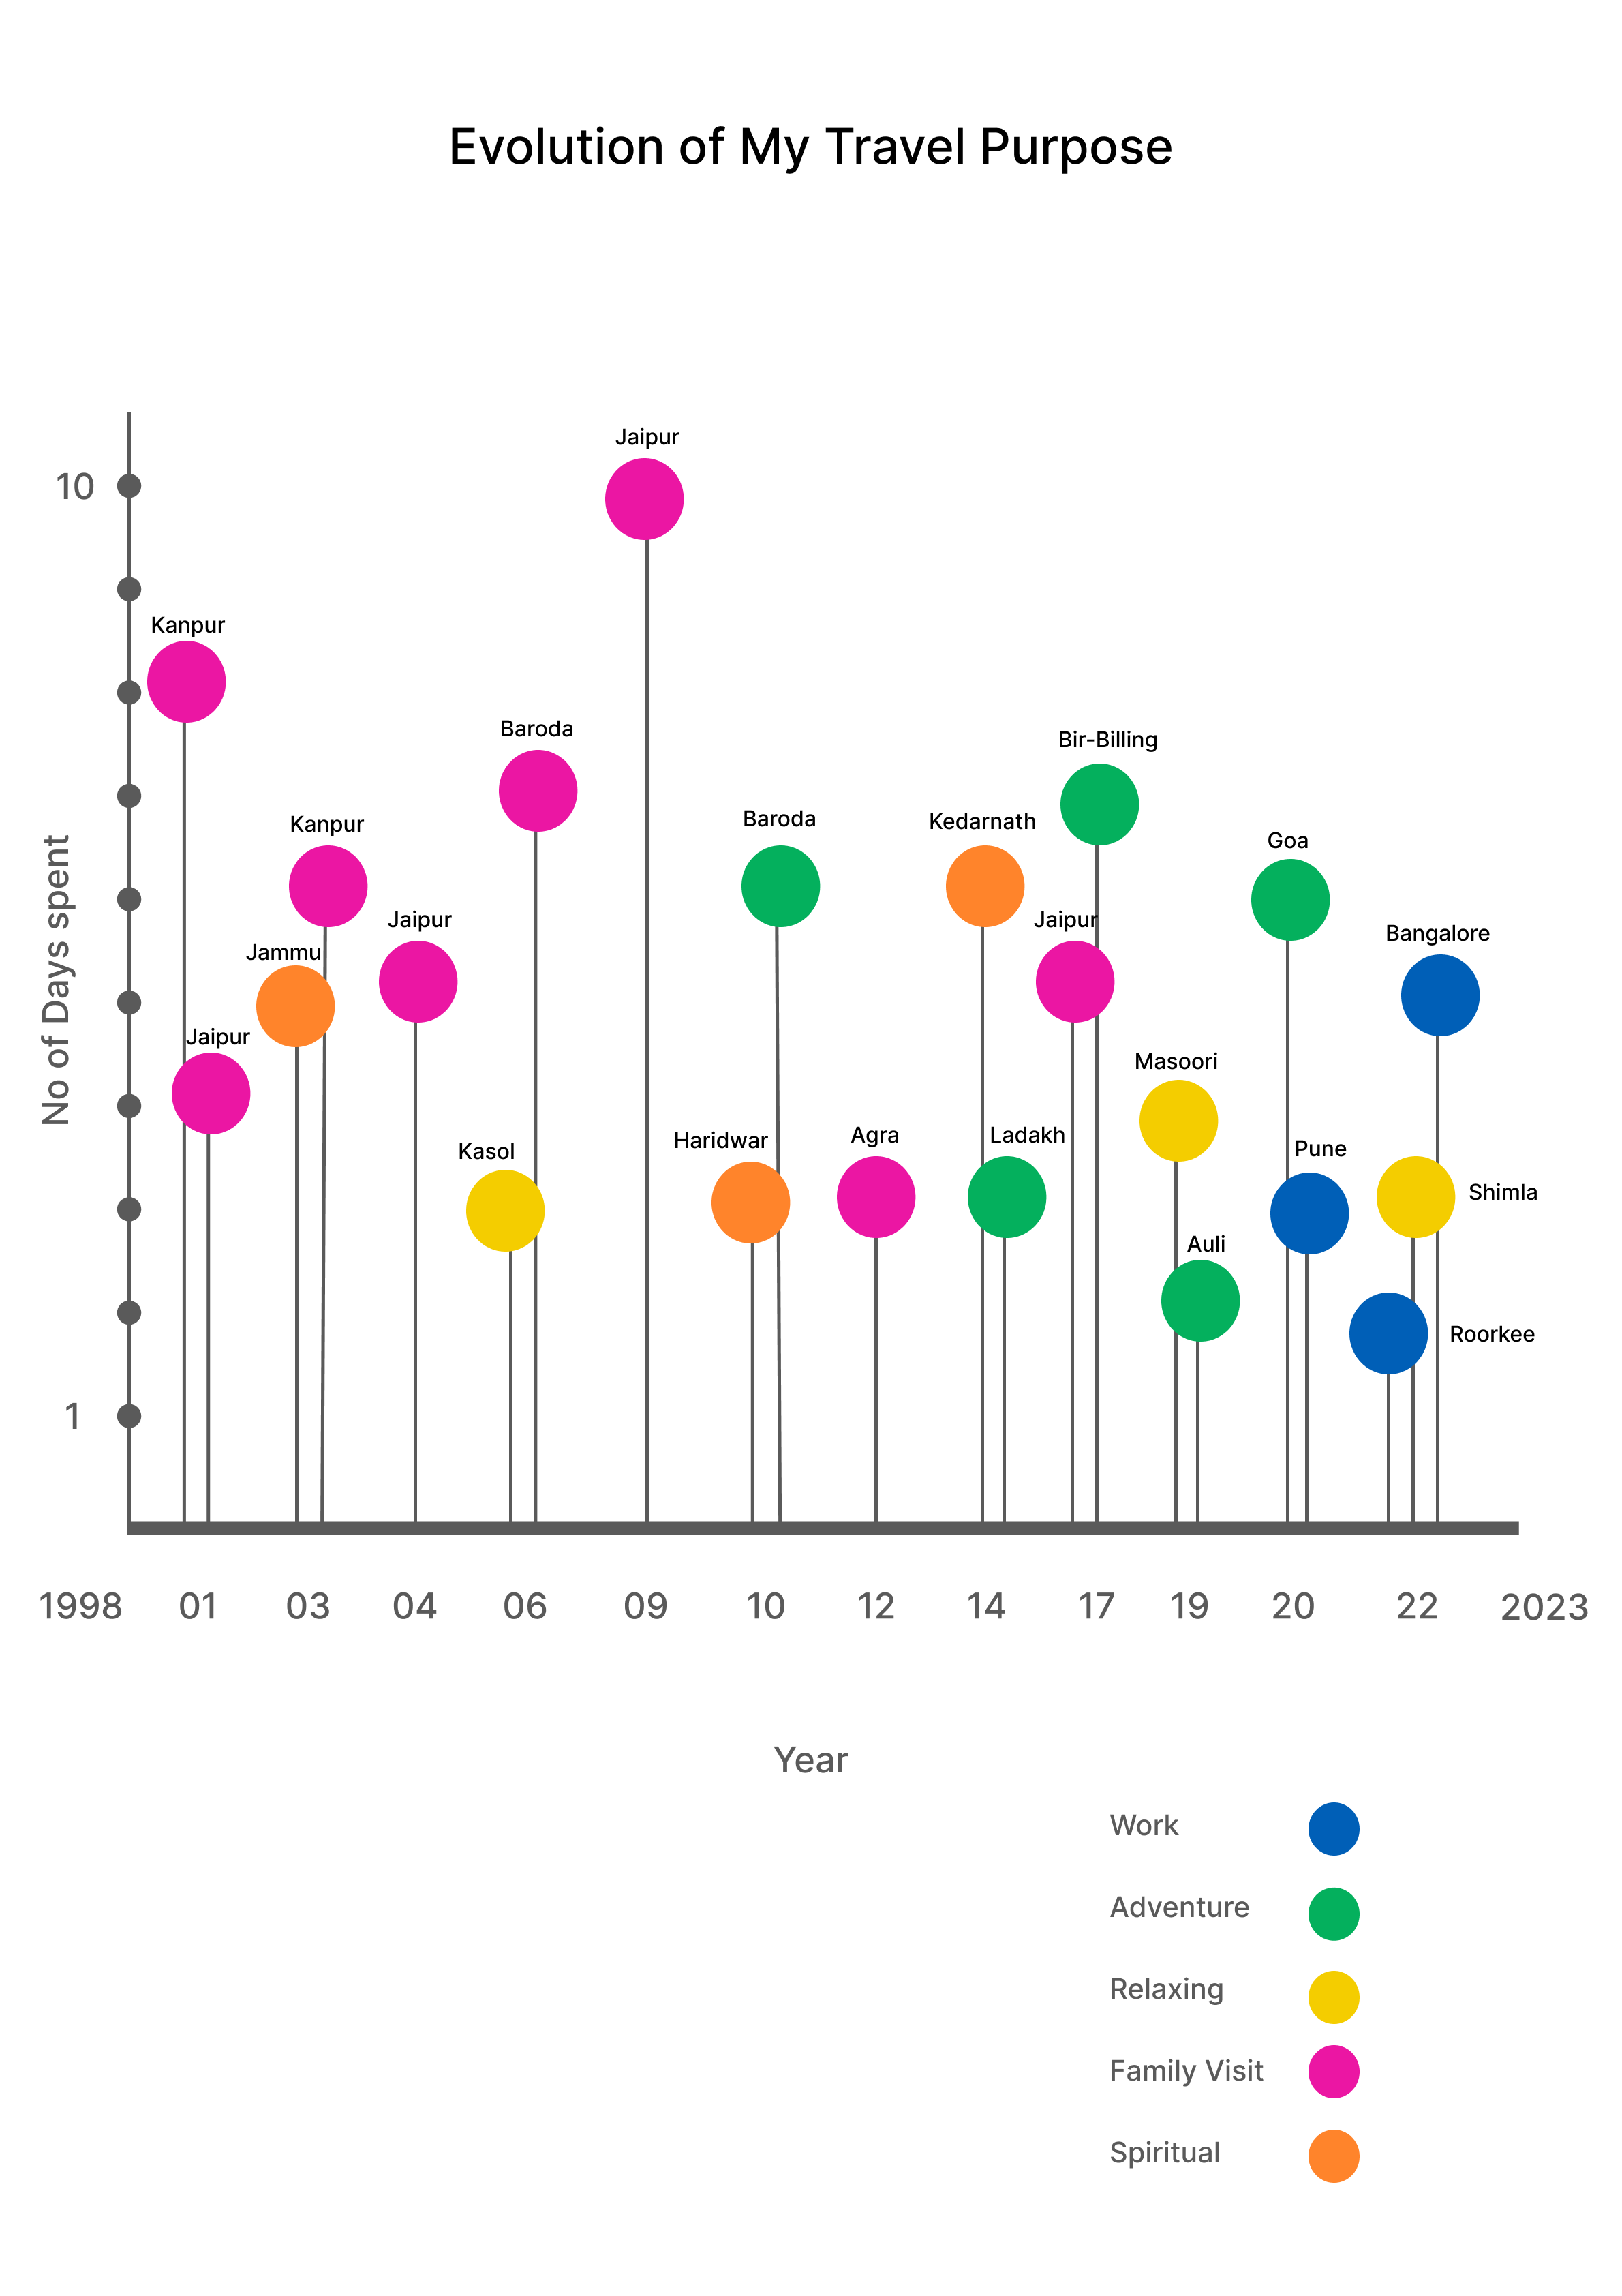 Evolution of My Travel Purpose
Jaipur
10
Kanpur
Baroda
Bir-Billing
Baroda
Kedarnath
Kanpur
Goa
Jaipur
Jaipur
Bangalore
Jammu
No of Days spent
Jaipur
Masoori
Haridwar
Agra
Ladakh
Kasol
Pune
Shimla
Auli
Roorkee
1
1998 01 03 04 06 09 10 12 14 17 19 20 22 2023
Year
Work
Adventure
Relaxing
Family Visit
Spiritual